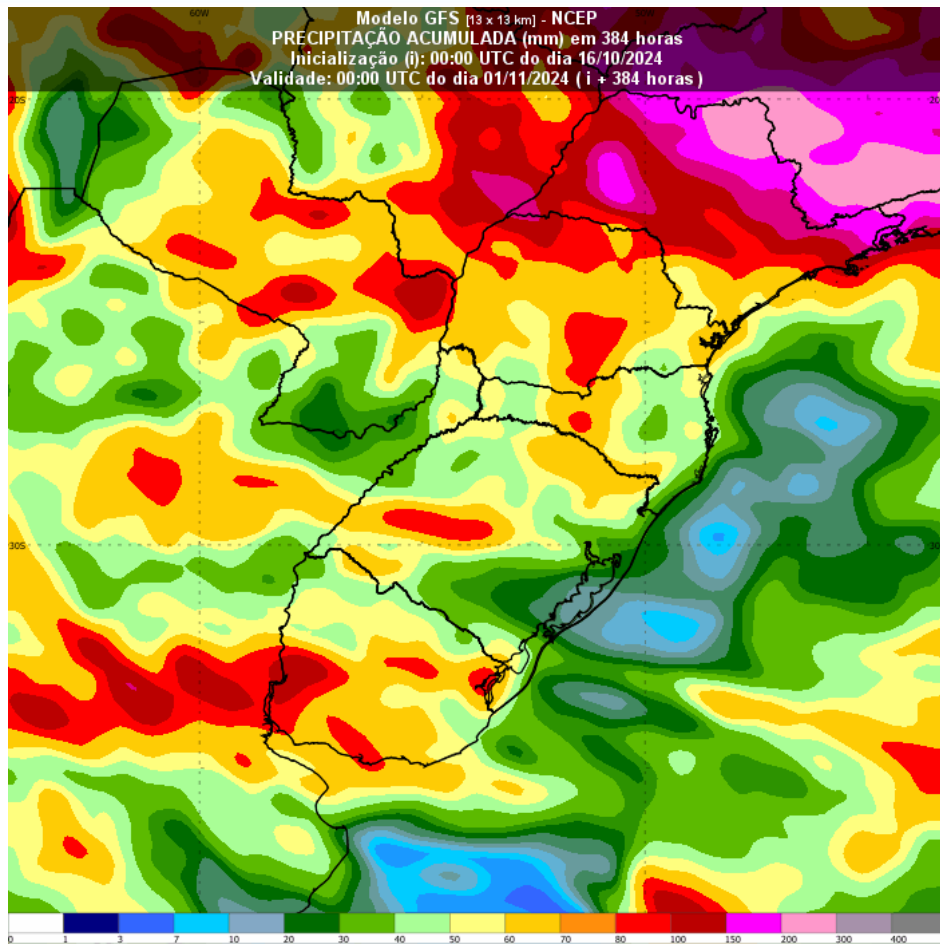 Modelo GFS [13 x 13 km] - NCEP
PRECIPITAÇÃO ACUMULADA (mm) em 384 horas
Inicialização (i): 00:00 UTC do dia 16/10/2024
Validade: 00:00 UTC do dia 01/11/2024 ( i + 384 horas )
60W
20S
30S
0 1 3 7 10 20 30 40 50 60 70 80 100 150 200 300 400